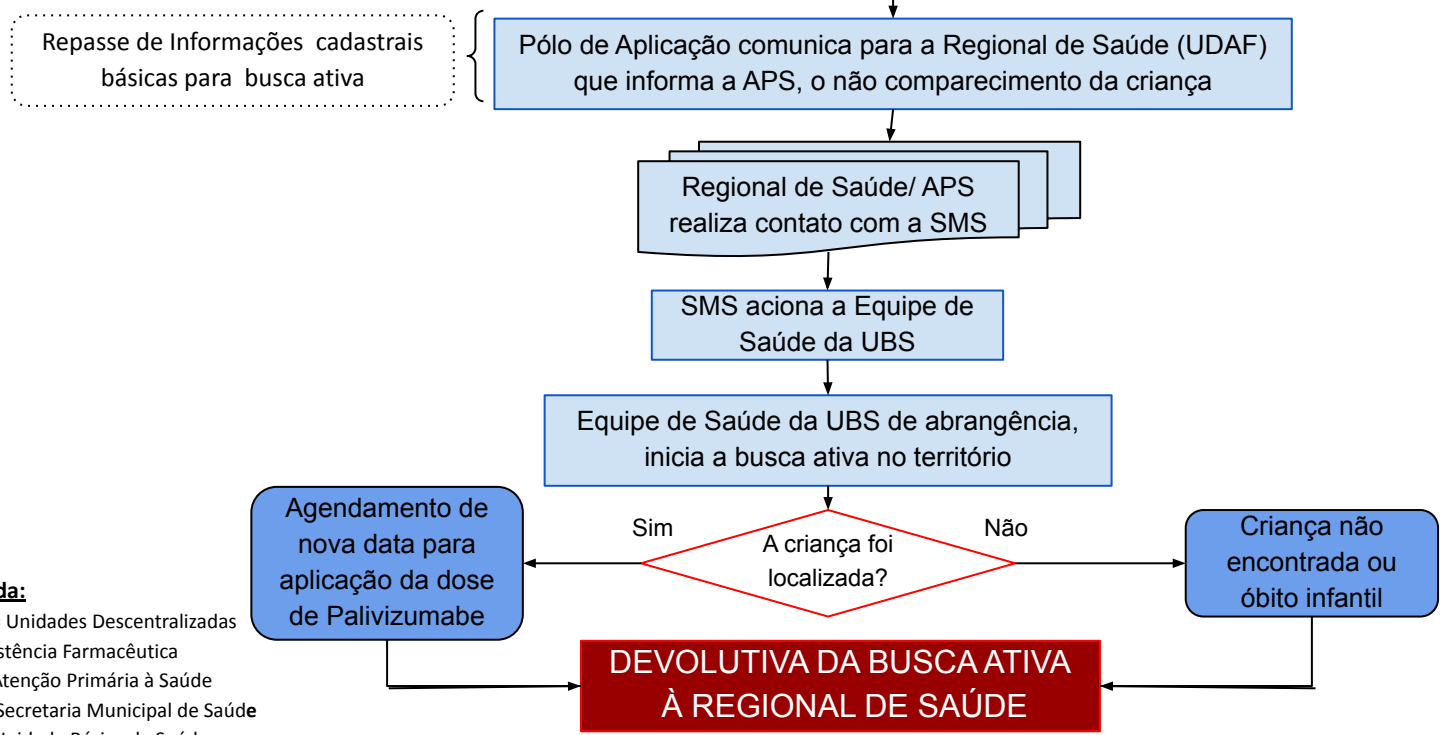 Repasse de Informações cadastrais
básicas para busca ativa
Pólo de Aplicação comunica para a Regional de Saúde (UDAF)
que informa a APS, o não comparecimento da criança
Regional de Saúde/ APS
realiza contato com a SMS
SMS aciona a Equipe de
Saúde da UBS
Equipe de Saúde da UBS de abrangência,
inicia a busca ativa no território
A criança foi
localizada?
Sim
Não
Agendamento de
nova data para
aplicação da dose
de Palivizumabe
Criança não
encontrada ou
óbito infantil
DEVOLUTIVA DA BUSCA ATIVA
À REGIONAL DE SAÚDE
da:
Unidades Descentralizadas
stência Farmacêutica
Atenção Primária à Saúde
Secretaria Municipal de Saúde